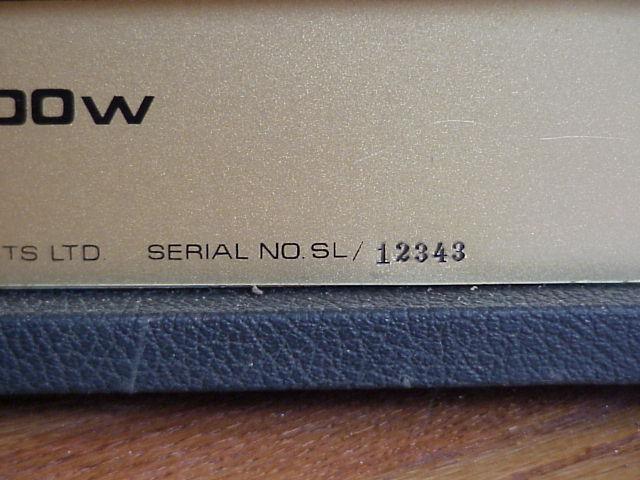 00w
TS LTD. SERIAL NO. SL/ 12343